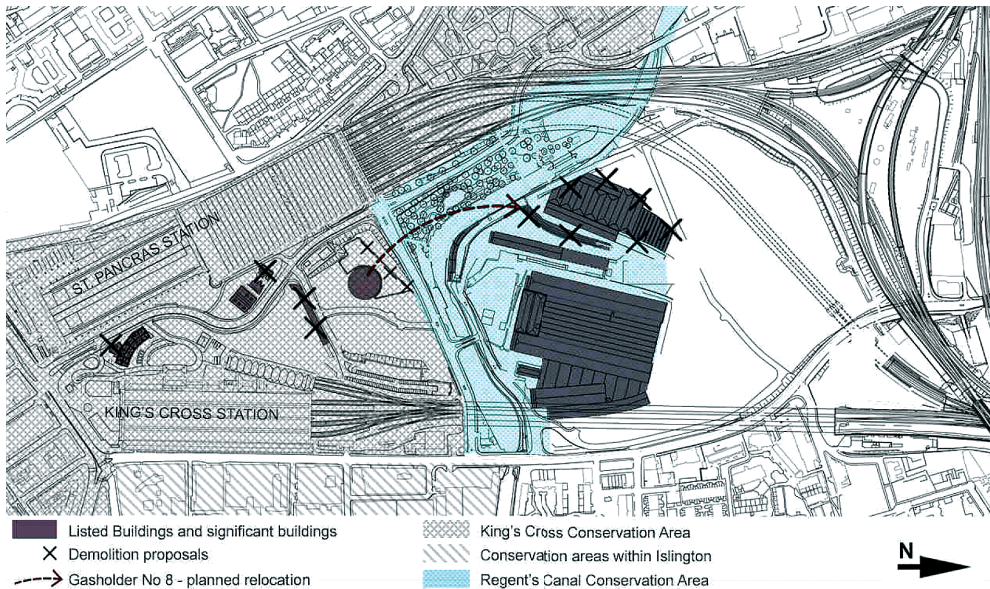 ST. PANCRAS STATION
KING'S CROSS STATION
Listed Buildings and significant buildings
Demolition proposals
Gasholder No 8 - planned relocation
King's Cross Conservation Area
Conservation areas within Islington
Regent's Canal Conservation Area
N